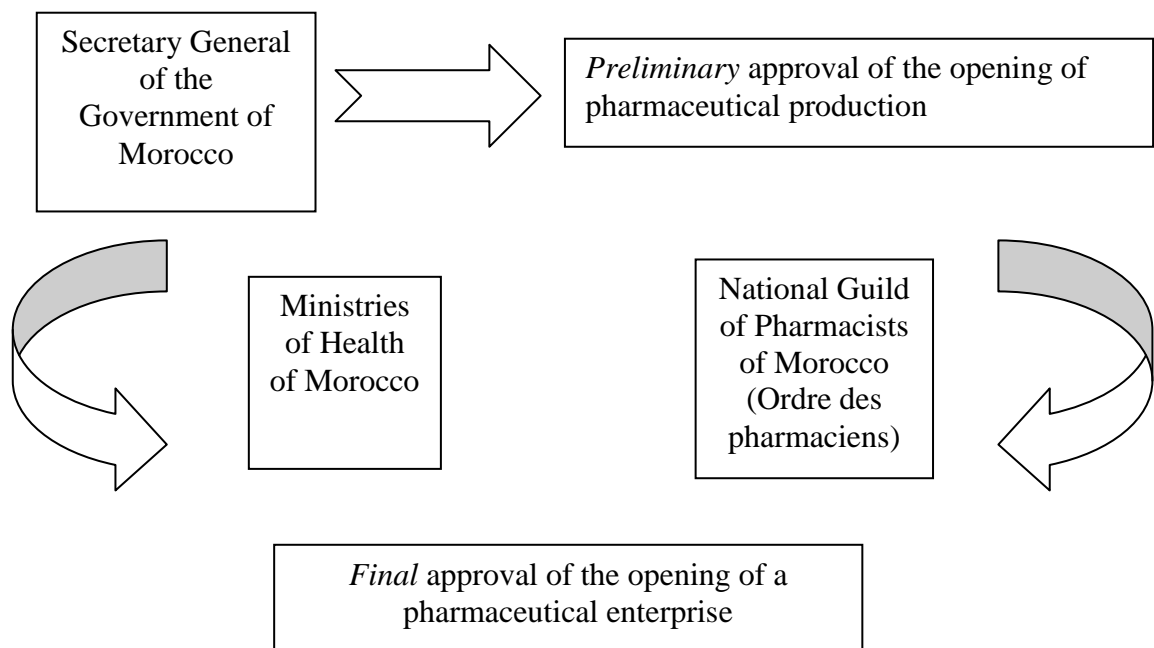 Secretary General
of the
Government of
Morocco
Preliminary approval of the opening of
pharmaceutical production
Ministries
of Health
of Morocco
National Guild
of Pharmacists
of Morocco
(Ordre des
pharmaciens)
Final approval of the opening of a
pharmaceutical enterprise